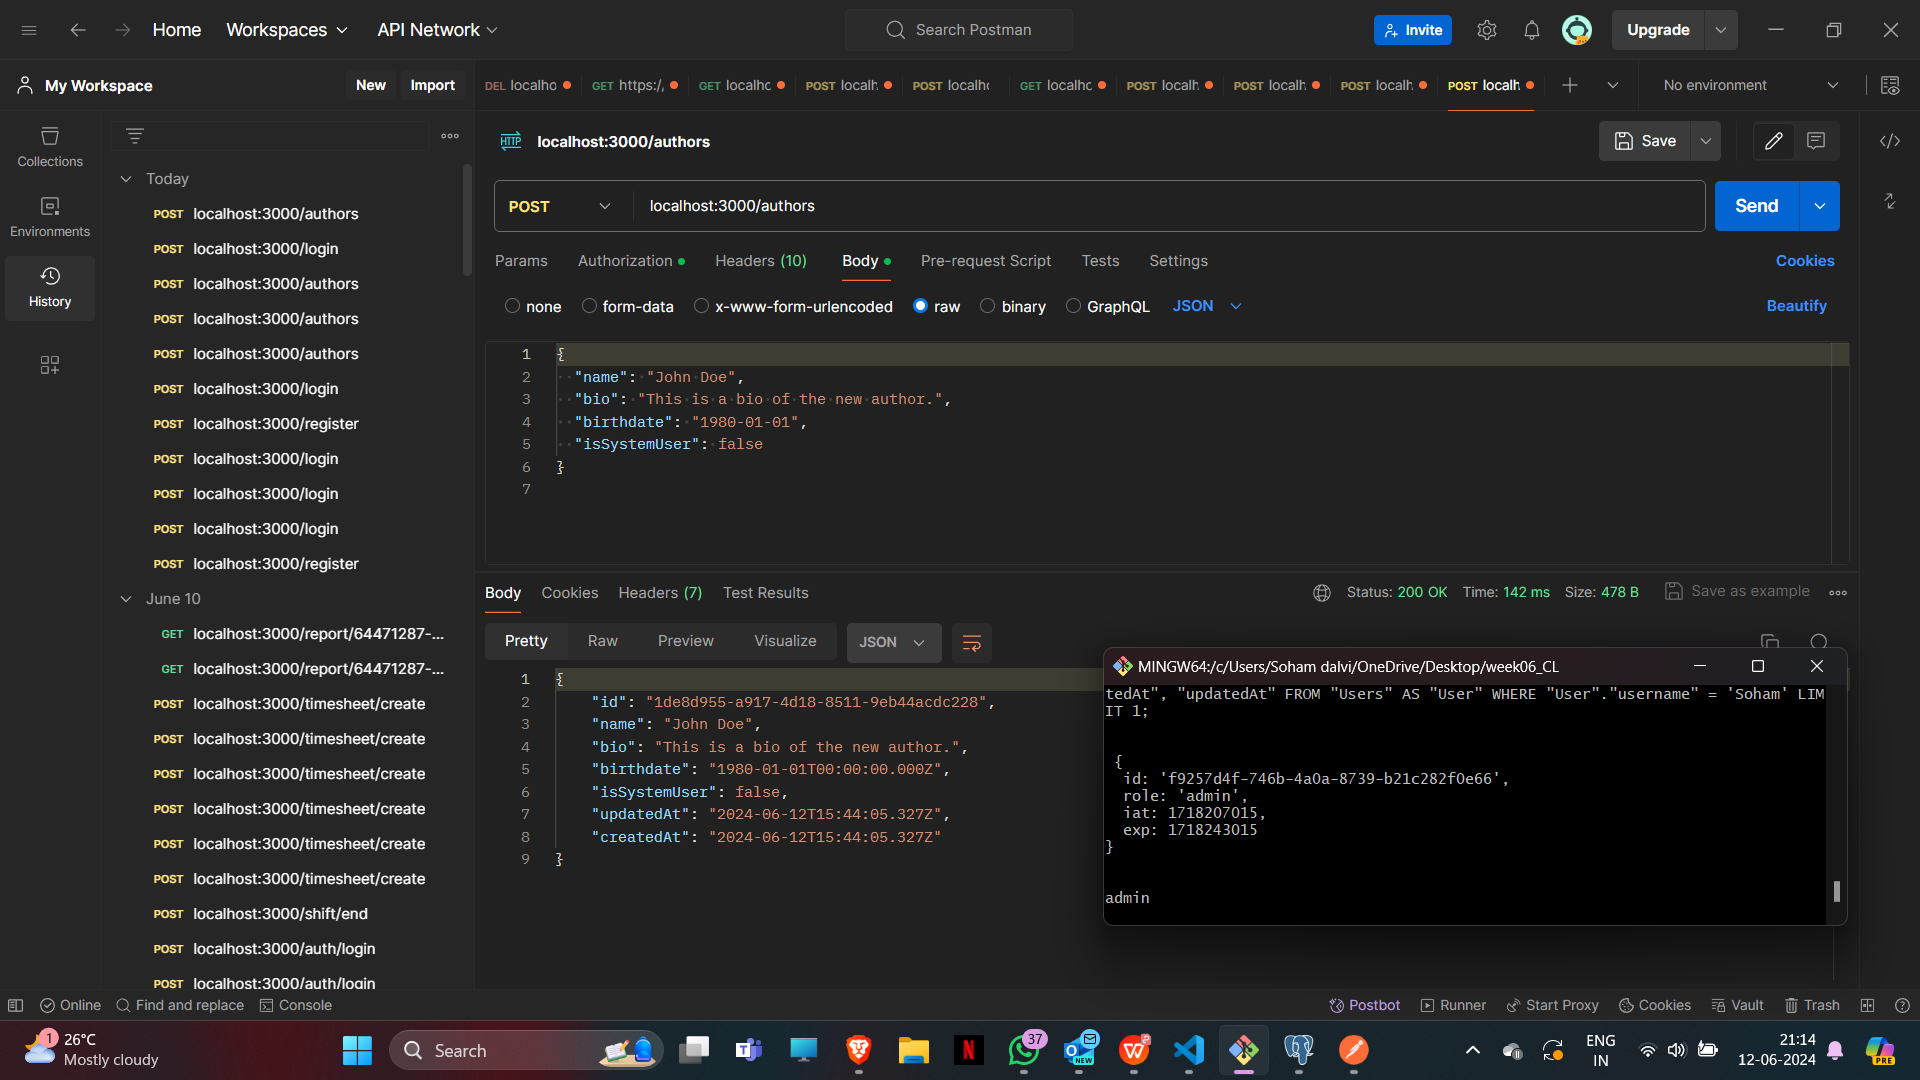 Home
Workspaces
API Network
Search Postman
Invite
Upgrade
My Workspace
New
Import
DEL localho
GET https:/
GET localhc
POST localh
POST localho
GET localhc
POST localh
POST localh
POST localh
POST localh
No environment
Collections
Environments
History
Today
POST localhost:3000/authors
POST localhost:3000/login
POST localhost:3000/authors
POST localhost:3000/authors
POST localhost:3000/authors
POST localhost:3000/login
POST localhost:3000/register
POST localhost:3000/login
POST localhost:3000/login
POST localhost:3000/login
POST localhost:3000/register
June 10
GET localhost:3000/report/64471287-...
GET localhost:3000/report/64471287-...
POST localhost:3000/timesheet/create
POST localhost:3000/timesheet/create
POST localhost:3000/timesheet/create
POST localhost:3000/timesheet/create
POST localhost:3000/timesheet/create
POST localhost:3000/timesheet/create
POST localhost:3000/shift/end
POST localhost:3000/auth/login
POST localhost:3000/auth/login
HTTP localhost:3000/authors
Save
POST
localhost:3000/authors
Send
Params
Authorization
Headers (10)
Body
Pre-request Script
Tests
Settings
Cookies
none
form-data
x-www-form-urlencoded
raw
binary
GraphQL
JSON
Beautify
1 {
2 "name": "John Doe",
3 "bio": "This is a bio of the new author.",
4 "birthdate": "1980-01-01",
5 "isSystemUser": false
6 }
7
Body
Cookies
Headers (7)
Test Results
Status: 200 OK
Time: 142 ms
Size: 478 B
Save as example
Pretty
Raw
Preview
Visualize
JSON
1 {
2 "id": "1de8d955-a917-4d18-8511-9eb44acdc228",
3 "name": "John Doe",
4 "bio": "This is a bio of the new author.",
5 "birthdate": "1980-01-01T00:00:00.000Z",
6 "isSystemUser": false,
7 "updatedAt": "2024-06-12T15:44:05.327Z",
8 "createdAt": "2024-06-12T15:44:05.327Z"
9 }
MINGW64:/c/Users/Soham dalvi/OneDrive/Desktop/week06_CL
tedAt", "updatedAt" FROM "Users" AS "User" WHERE "User"."username" = 'Soham' LIM
IT 1;
{
id: 'f9257d4f-746b-4a0a-8739-b21c282f0e66',
role: 'admin',
iat: 1718207015,
exp: 1718243015
}
admin
Online
Find and replace
Console
Postbot
Runner
Start Proxy
Cookies
Vault
Trash
1
26°C
Mostly cloudy
Search
37
NEW
ENG
IN
21:14
12-06-2024
PRE